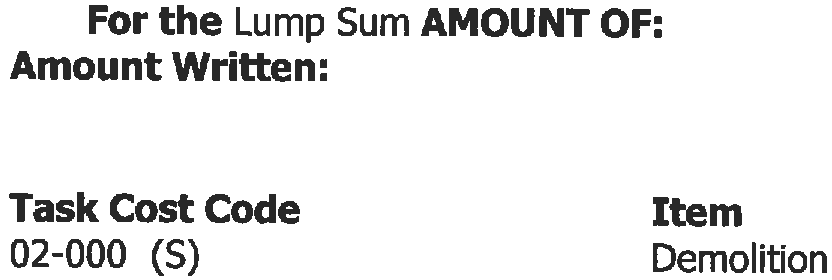 For the Lump Sum AMOUNT OF:
Amount Written:
Task Cost Code Item
02-000 (S) Demolition